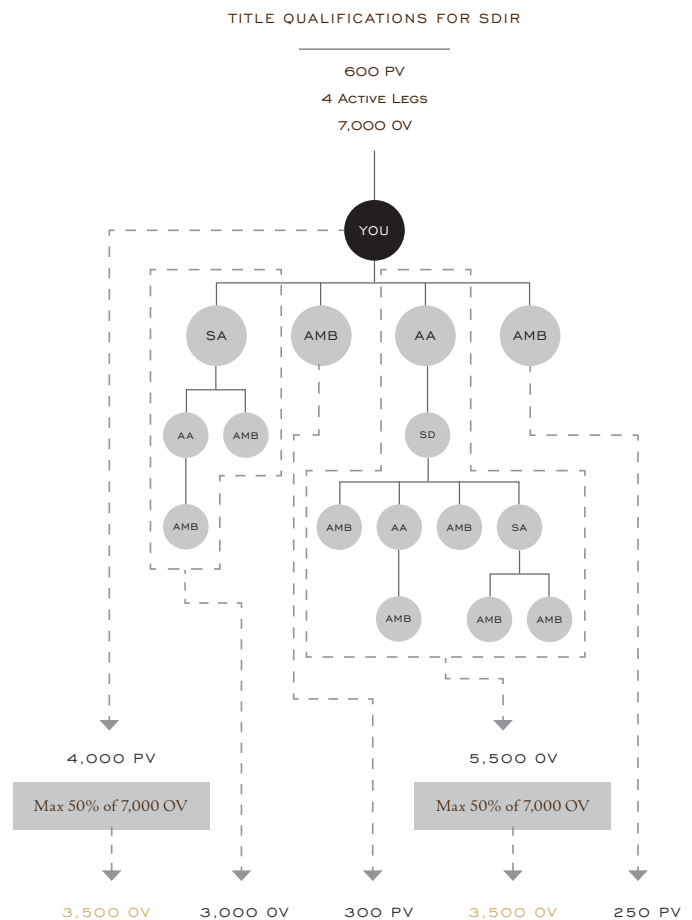 TITLE QUALIFICATIONS FOR SDIR
600 PV
4 Active Legs
7,000 OV
YOU
SA
AMB
AA
AMB
AA
AMB
SD
AMB
AMB
AA
AMB
SA
AMB
AMB
AMB
4,000 PV
5,500 OV
Max 50% of 7,000 OV
Max 50% of 7,000 OV
3,500 OV
3,000 OV
300 PV
3,500 OV
250 PV